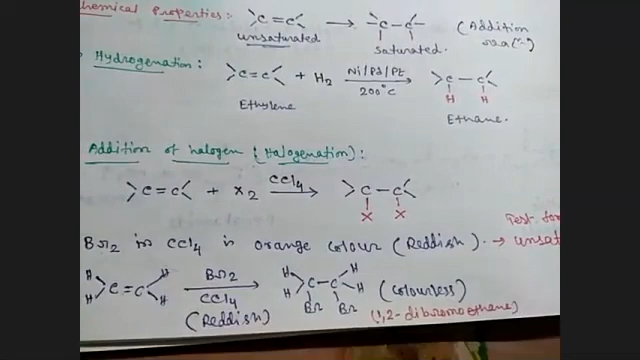 Chemical Properties: >C=C< → -C-C- (Addition
unsaturated saturated.
Hydrogenation: >C=C< + H2 Ni/Pd/Pt 200°C → >C-C<
H H
Ethylene Ethane.
Addition of halogen (Halogenation):
>C=C< + X2 CCl4 → >C-C<
X X
Br2 in CCl4 is orange colour (Reddish). → Test for
unsat
H H C=C H H Br2 CCl4 → H H C-C H H (colourless)
Br Br
(Reddish) (1,2-dibromoethane)